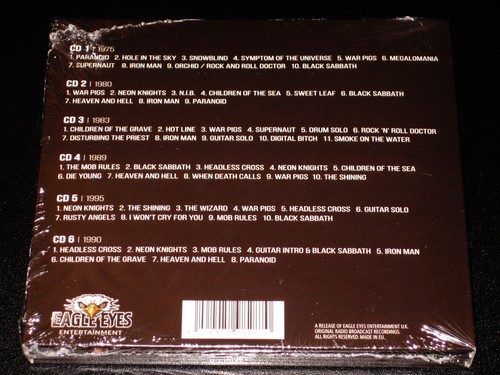 CD 1 | 1975
1. PARANOID 2. HOLE IN THE SKY 3. SNOWBLIND 4. SYMPTOM OF THE UNIVERSE 5. WAR PIGS 6. MEGALOMANIA
7. SUPERNAUT 8. IRON MAN 9. ORCHID / ROCK AND ROLL DOCTOR 10. BLACK SABBATH
CD 2 | 1980
1. WAR PIGS 2. NEON KNIGHTS 3. N.I.B. 4. CHILDREN OF THE SEA 5. SWEET LEAF 6. BLACK SABBATH
7. HEAVEN AND HELL 8. IRON MAN 9. PARANOID
CD 3 | 1983
1. CHILDREN OF THE GRAVE 2. HOT LINE 3. WAR PIGS 4. SUPERNAUT 5. DRUM SOLO 6. ROCK 'N' ROLL DOCTOR
7. DISTURBING THE PRIEST 8. IRON MAN 9. GUITAR SOLO 10. DIGITAL BITCH 11. SMOKE ON THE WATER
CD 4 | 1989
1. THE MOB RULES 2. BLACK SABBATH 3. HEADLESS CROSS 4. NEON KNIGHTS 5. CHILDREN OF THE SEA
6. DIE YOUNG 7. HEAVEN AND HELL 8. WHEN DEATH CALLS 9. WAR PIGS 10. THE SHINING
CD 5 | 1995
1. NEON KNIGHTS 2. THE SHINING 3. THE WIZARD 4. WAR PIGS 5. HEADLESS CROSS 6. GUITAR SOLO
7. RUSTY ANGELS 8. I WON'T CRY FOR YOU 9. MOB RULES 10. BLACK SABBATH
CD 6 | 1990
1. HEADLESS CROSS 2. NEON KNIGHTS 3. MOB RULES 4. GUITAR INTRO & BLACK SABBATH 5. IRON MAN
6. CHILDREN OF THE GRAVE 7. HEAVEN AND HELL 8. PARANOID
EAGLE EYES
ENTERTAINMENT
A RELEASE OF EAGLE EYES ENTERTAINMENT U.K.
ORIGINAL RADIO BROADCAST RECORDINGS.
ALL RIGHTS RESERVED. MADE IN EU.